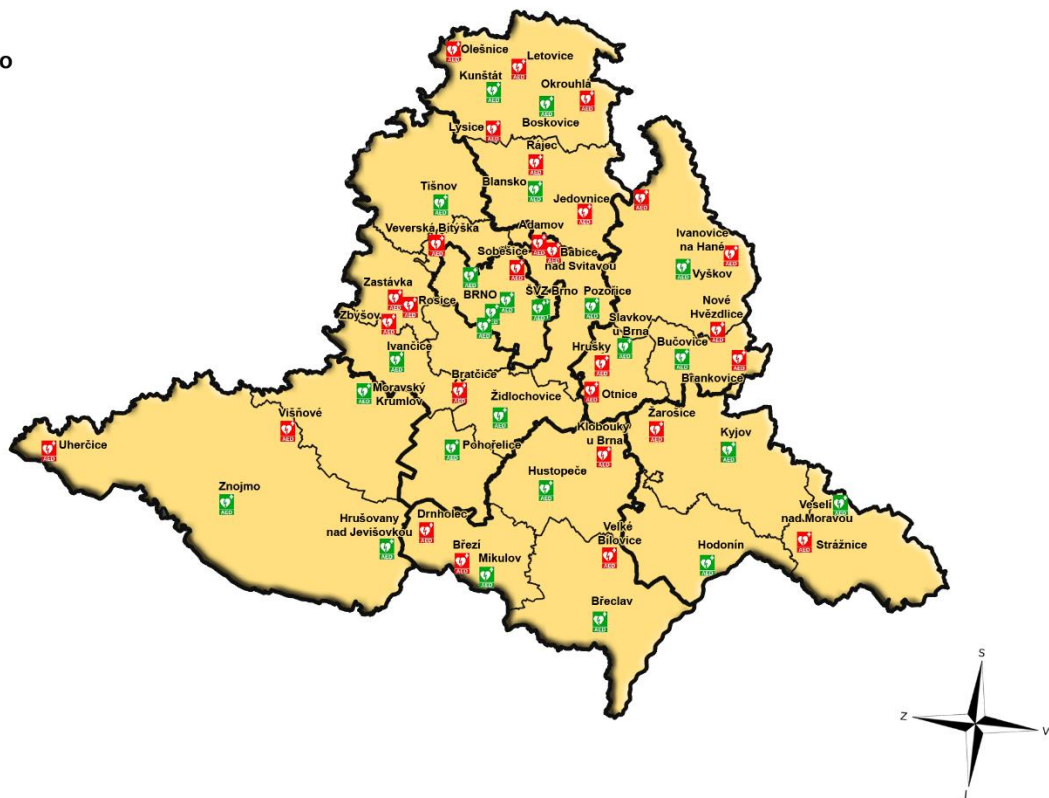 o
Olešnice
Letovice
Kunštát
Okrouhlá
Boskovice
Lysice
Rájec
Blansko
Tišnov
Jedovnice
Adamov
Veverská Bítýška
Soběšice
Babice
nad Svitavou
Ivanovice
na Hané
Vyškov
Zastávka
BRNO
ŠVZ Brno
Pozořice
Rosice
Zbyšov
Slavkov
u Brna
Nové
Hvězdlice
Bučovice
Hrušky
Ivančice
Brankovice
Bratčice
Moravský
Krumlov
Židlochovice
Otnice
Višňové
Žarošice
Klobouky
u Brna
Kyjov
Uherčice
Pohořelice
Hustopeče
Znojmo
Veselí
nad Moravou
Hrušovany
nad Jevišovkou
Drnholec
Velké
Bílovice
Strážnice
Březí
Mikulov
Hodonín
Břeclav
S
Z
V
J